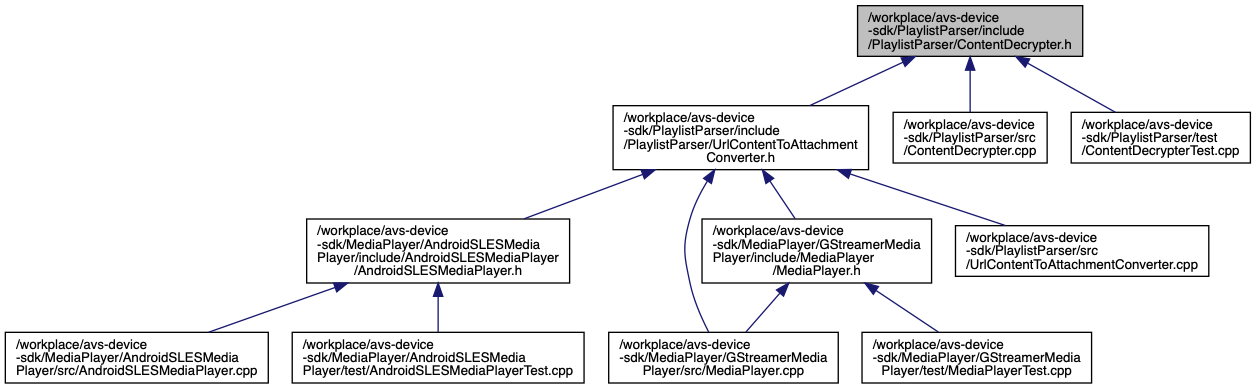 /workplace/avs-device
-sdk/PlaylistParser/include
/PlaylistParser/ContentDecrypter.h
/workplace/avs-device
-sdk/PlaylistParser/include
/PlaylistParser/UrlContentToAttachment
Converter.h
/workplace/avs-device
-sdk/PlaylistParser/src
/ContentDecrypter.cpp
/workplace/avs-device
-sdk/PlaylistParser/test
/ContentDecrypterTest.cpp
/workplace/avs-device
-sdk/MediaPlayer/AndroidSLESMedia
Player/include/AndroidSLESMediaPlayer
/AndroidSLESMediaPlayer.h
/workplace/avs-device
-sdk/MediaPlayer/GStreamerMedia
Player/include/MediaPlayer
/MediaPlayer.h
/workplace/avs-device
-sdk/PlaylistParser/src
/UrlContentToAttachmentConverter.cpp
/workplace/avs-device
-sdk/MediaPlayer/AndroidSLESMedia
Player/src/AndroidSLESMediaPlayer.cpp
/workplace/avs-device
-sdk/MediaPlayer/AndroidSLESMedia
Player/test/AndroidSLESMediaPlayerTest.cpp
/workplace/avs-device
-sdk/MediaPlayer/GStreamerMedia
Player/src/MediaPlayer.cpp
/workplace/avs-device
-sdk/MediaPlayer/GStreamerMedia
Player/test/MediaPlayerTest.cpp